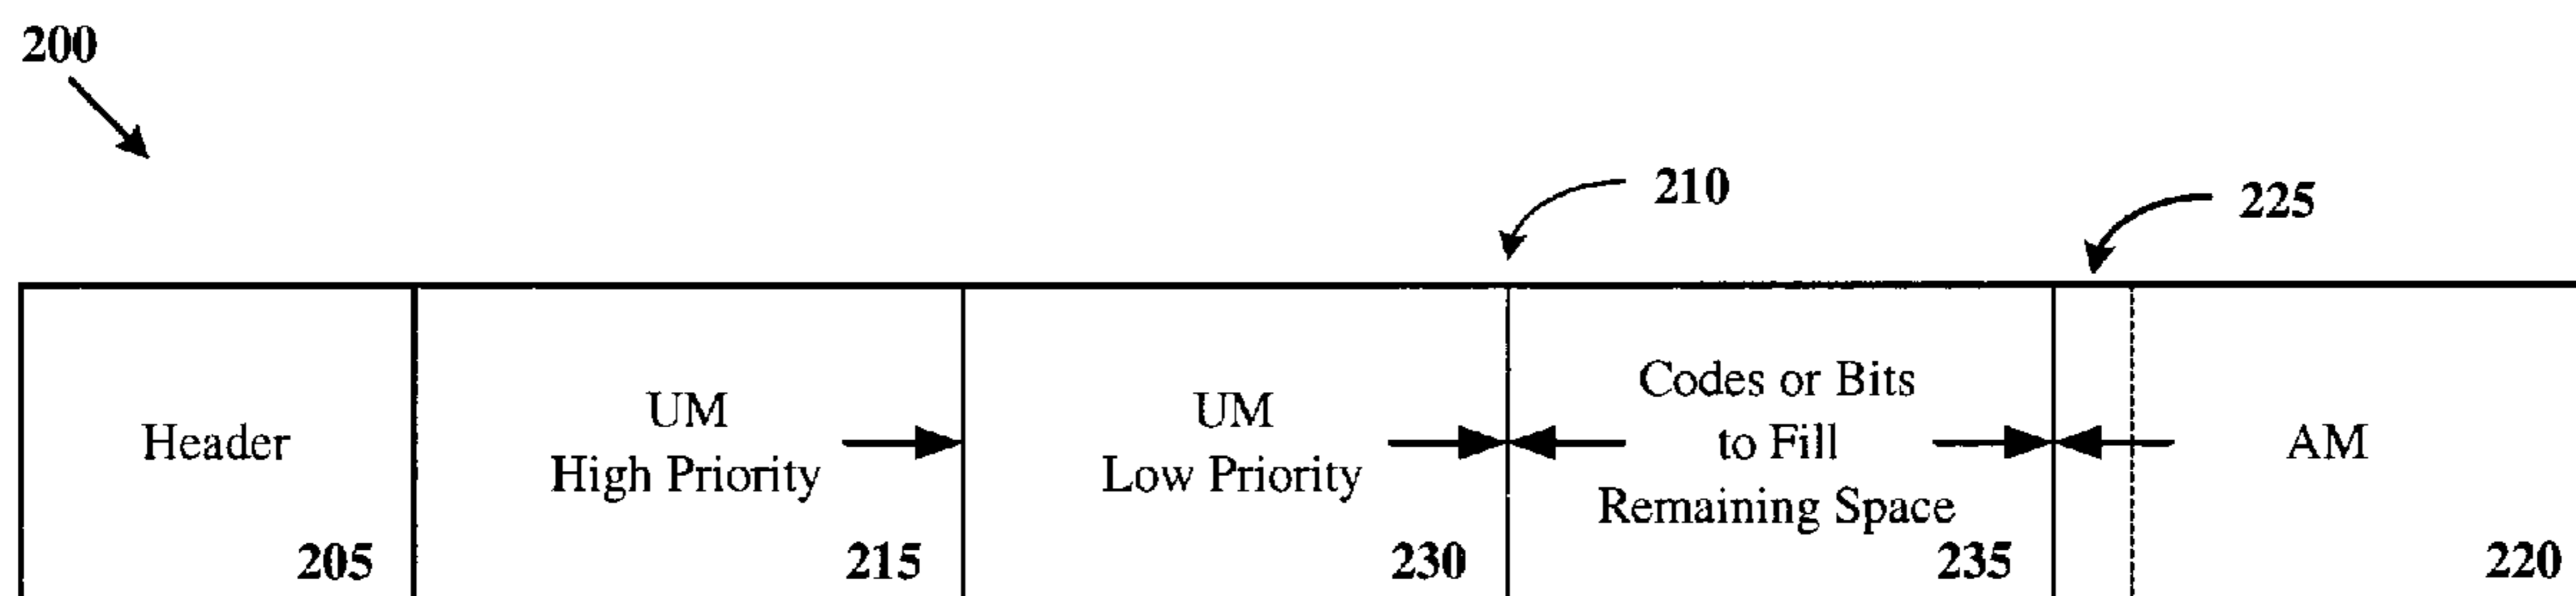 200
210
225
Header
205
UM
High Priority
215
UM
Low Priority
230
Codes or Bits
to Fill
Remaining Space
235
AM
220